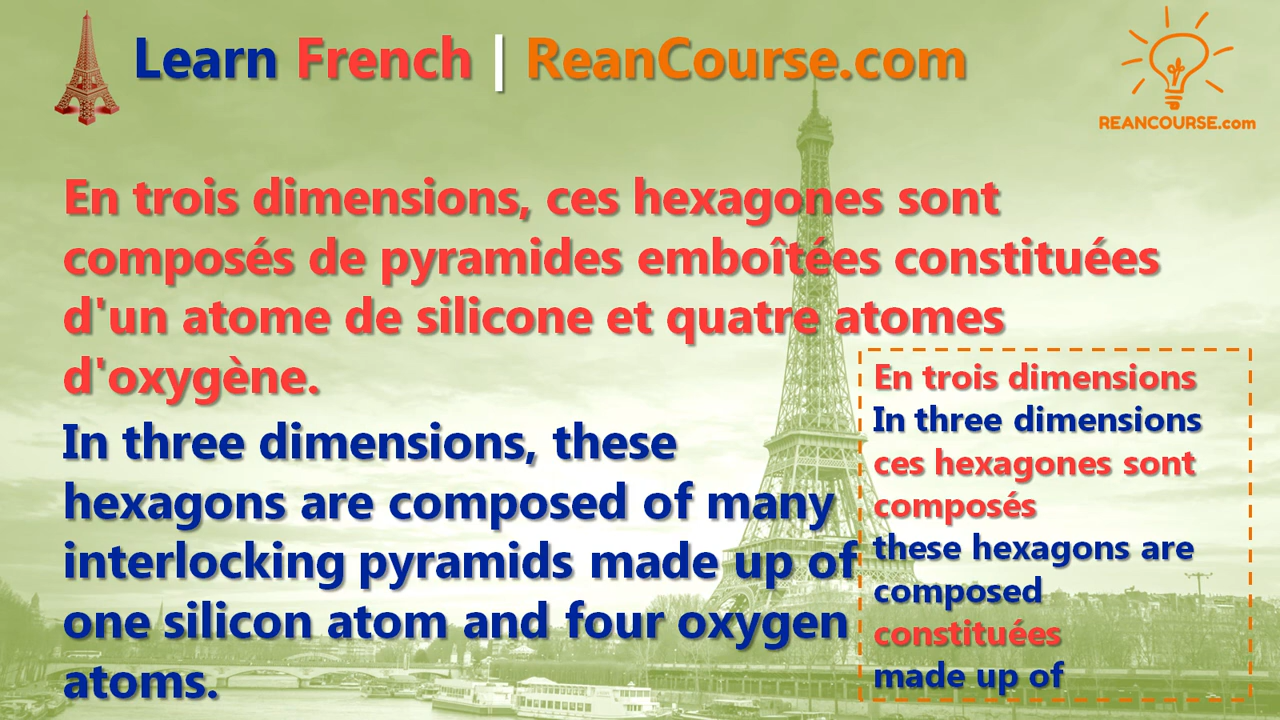 Learn French | ReanCourse.com
REANCOURSE.com
En trois dimensions, ces hexagones sont
composés de pyramides emboîtées constituées
d'un atome de silicone et quatre atomes
d'oxygène.
In three dimensions, these
hexagons are composed of many
interlocking pyramids made up of
one silicon atom and four oxygen
atoms.
En trois dimensions
In three dimensions
ces hexagones sont
composés
these hexagons are
composed
constituées
made up of